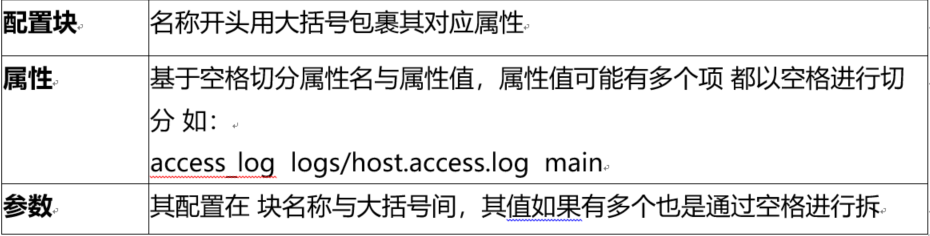 配置块 名称开头用大括号包裹其对应属性
属性 基于空格切分属性名与属性值，属性值可能有多个项 都以空格进行切
分 如：
access_log logs/host.access.log main
参数 其配置在 块名称与大括号间，其值如果有多个也是通过空格进行拆